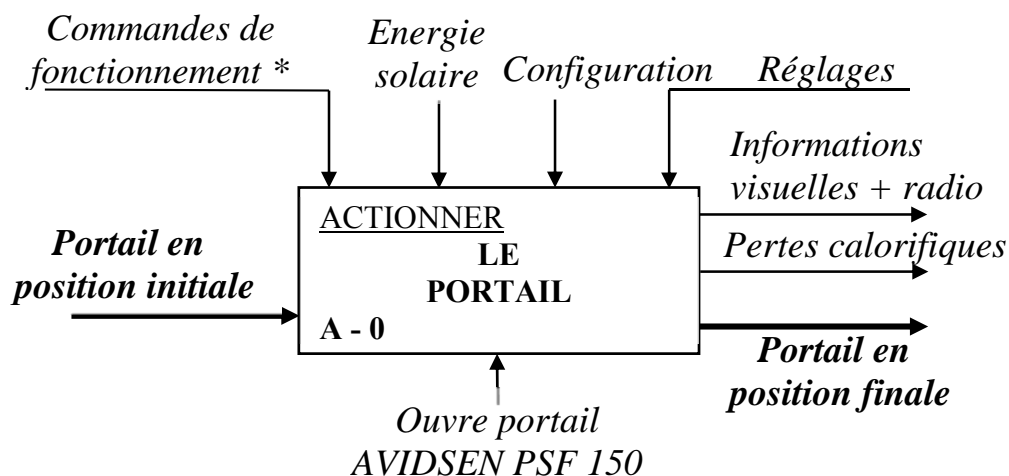 Commandes de
fonctionnement *
Energie
solaire
Configuration
Réglages
Informations
visuelles + radio
Pertes calorifiques
ACTIONNER
LE
PORTAIL
A - 0
Portail en
position initiale
Portail en
position finale
Ouvre portail
AVIDSEN PSF 150